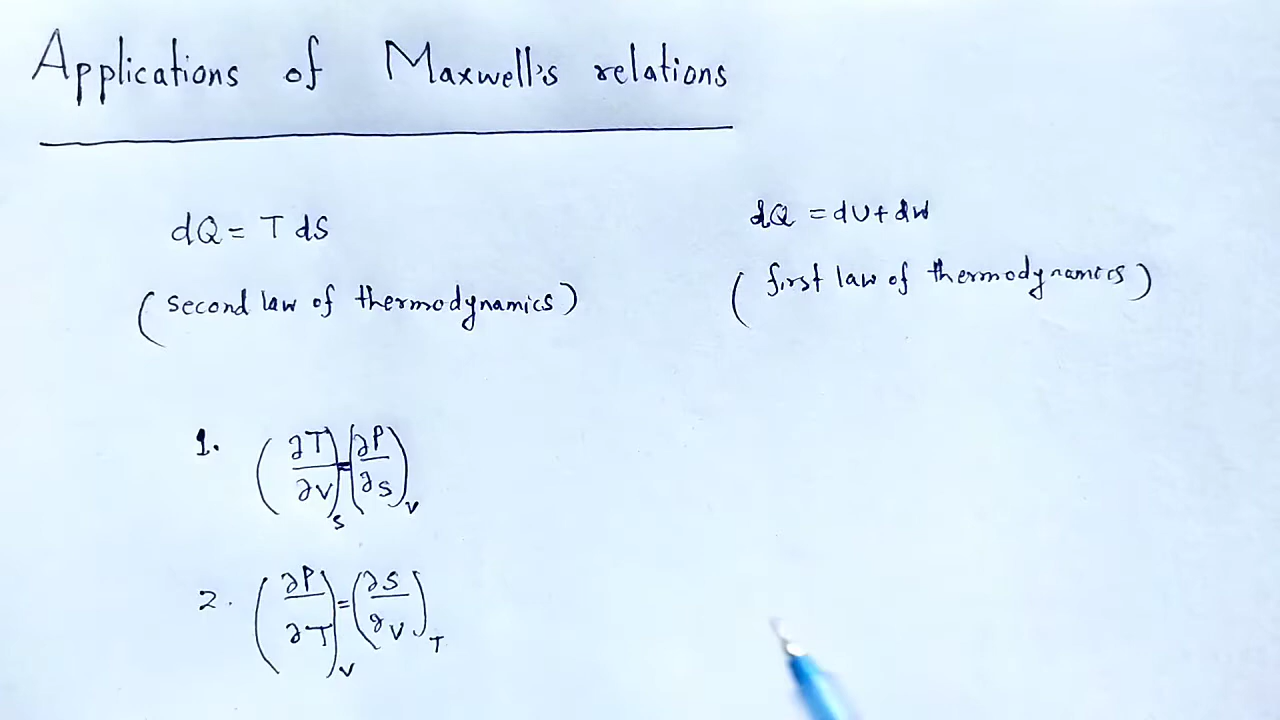 Applications of Maxwell's relations
dQ = T dS
dQ = dU + dW
(second law of thermodynamics)
(first law of thermodynamics)
1. (∂T/∂V)_S = (∂P/∂S)_V
2. (∂P/∂T)_V = (∂S/∂V)_T